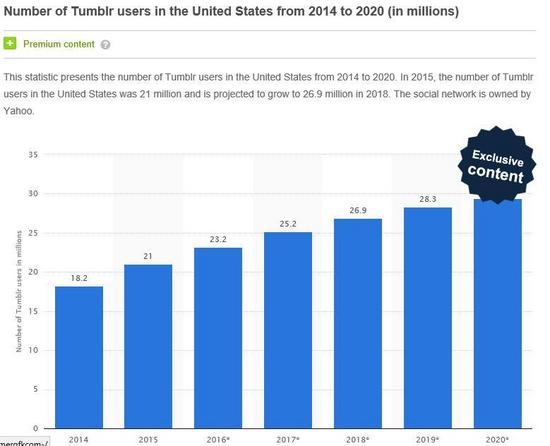 Number of Tumblr users in the United States from 2014 to 2020 (in millions)
+ Premium content ?
This statistic presents the number of Tumblr users in the United States from 2014 to 2020. In 2015, the number of Tumblr
users in the United States was 21 million and is projected to grow to 26.9 million in 2018. The social network is owned by
Yahoo.
Exclusive
content
Number of Tumblr users in millions
35
30
25
20
15
10
5
0
18.2
21
23.2
25.2
26.9
28.3
2014
2015
2016*
2017*
2018*
2019*
2020*